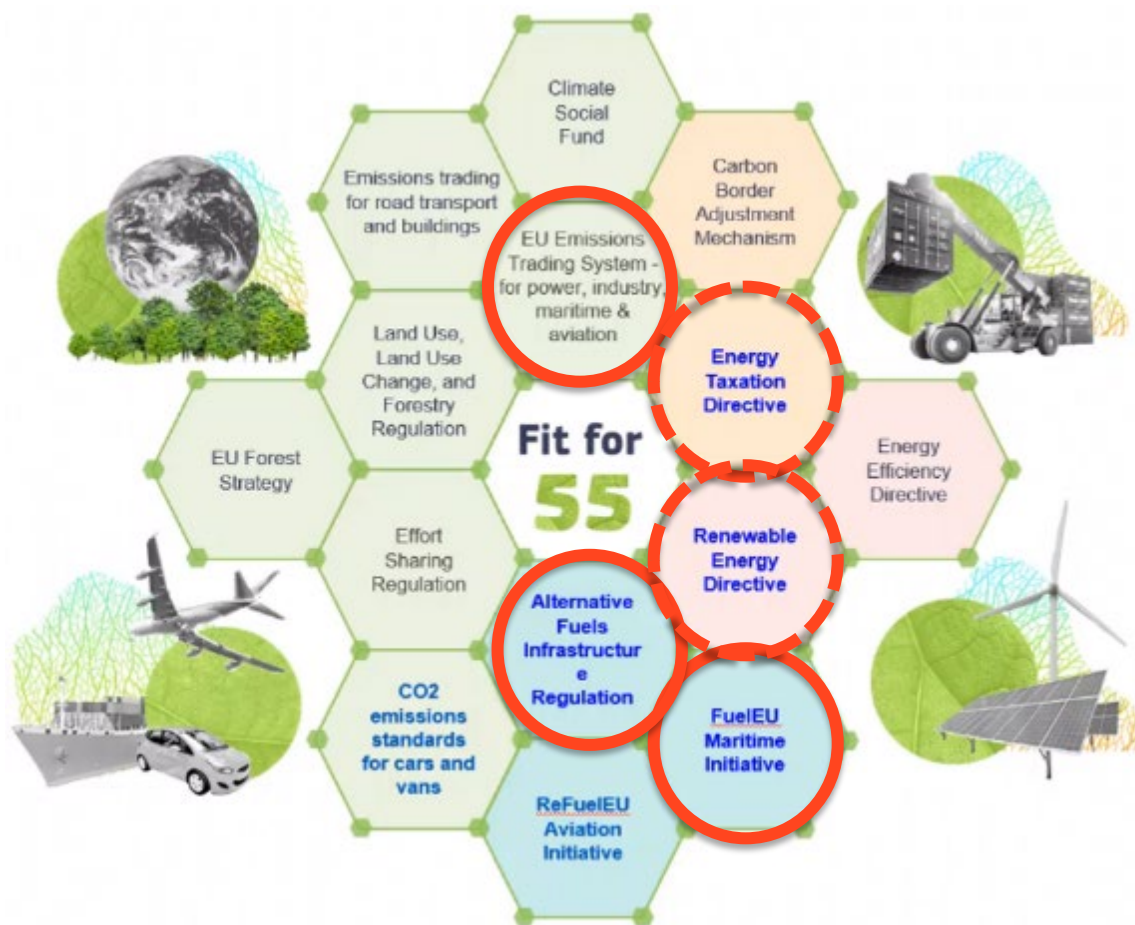 Climate
Social
Fund
Emissions trading
for road transport
and buildings
Carbon
Border
Adjustment
Mechanism
EU Emissions
Trading System -
for power, industry,
maritime &
aviation
Land Use,
Land Use
Change, and
Forestry
Regulation
Energy
Taxation
Directive
EU Forest
Strategy
Fit for
55
Energy
Efficiency
Directive
Effort
Sharing
Regulation
Renewable
Energy
Directive
Alternative
Fuels
Infrastructur
e
Regulation
CO2
emissions
standards
for cars and
vans
FuelEU
Maritime
Initiative
ReFuelEU
Aviation
Initiative